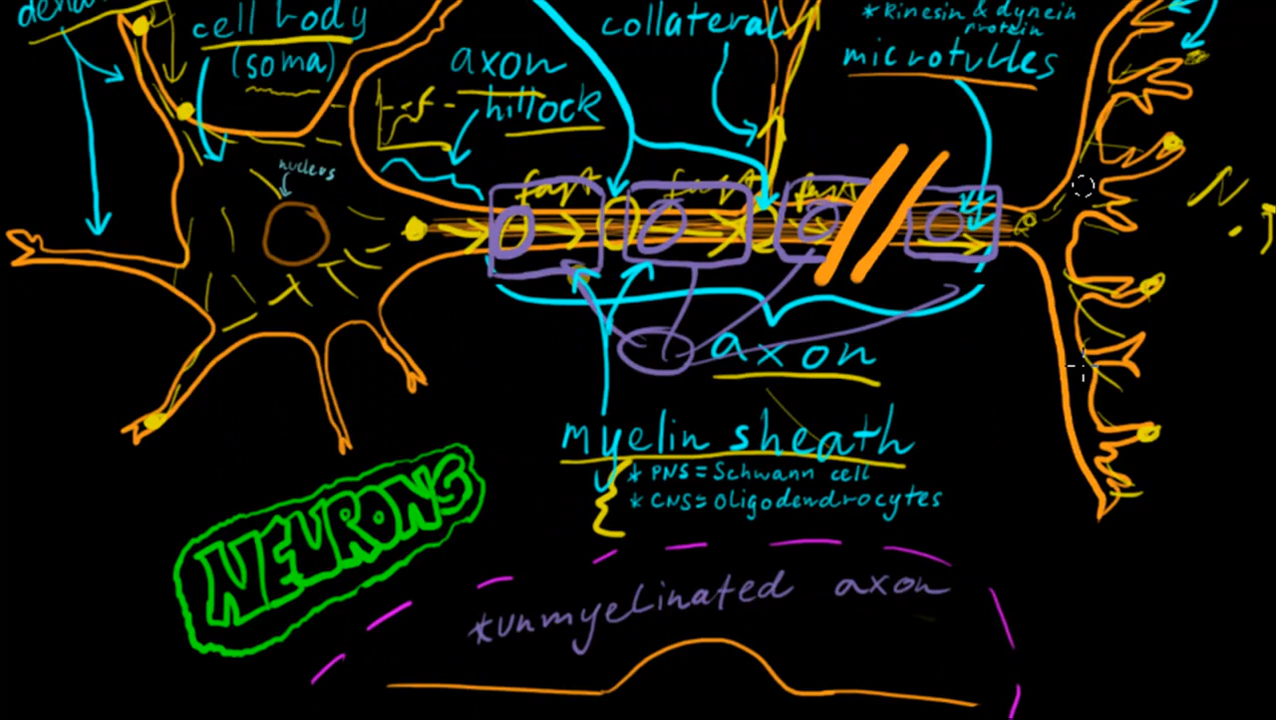 cell body
(soma)
axon
hillock
collateral
*kinesin & dynein
protein
microtubles
nucleus
fast
fast
fast
axon
myelin sheath
* PNS = Schwann cell
* CNS = Oligodendrocytes
NEURONS
*unmyelinated axon